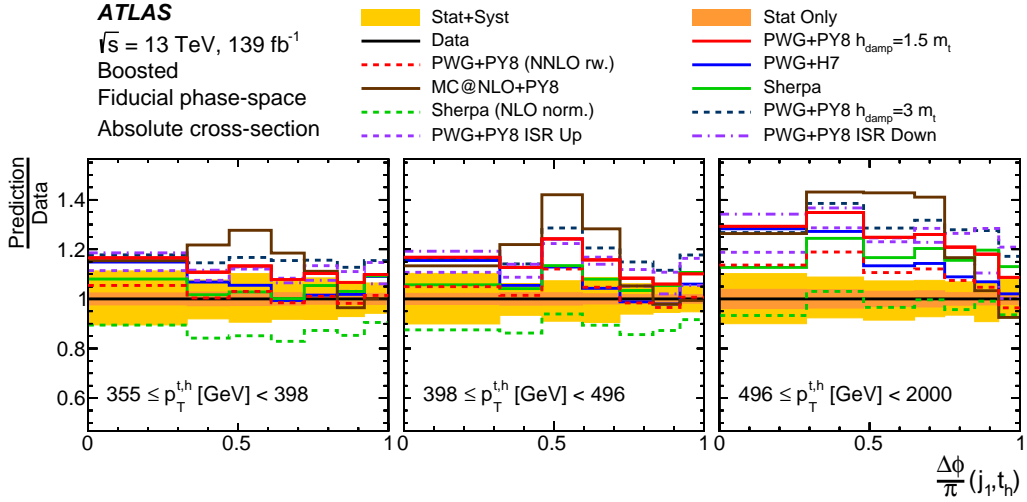 ATLAS
√s = 13 TeV, 139 fb⁻¹
Boosted
Fiducial phase-space
Absolute cross-section
Stat+Syst
Data
PWG+PY8 (NNLO rw.)
MC@NLO+PY8
Sherpa (NLO norm.)
PWG+PY8 ISR Up
Stat Only
PWG+PY8 h_damp=1.5 m_t
PWG+H7
Sherpa
PWG+PY8 h_damp=3 m_t
PWG+PY8 ISR Down
Prediction
Data
1.4
1.2
1
0.8
0.6
355 ≤ p_T^{t,h} [GeV] < 398
398 ≤ p_T^{t,h} [GeV] < 496
496 ≤ p_T^{t,h} [GeV] < 2000
0 0.5 1 0 0.5 1 0 0.5 1
Δφ/π (j_1,t_h)